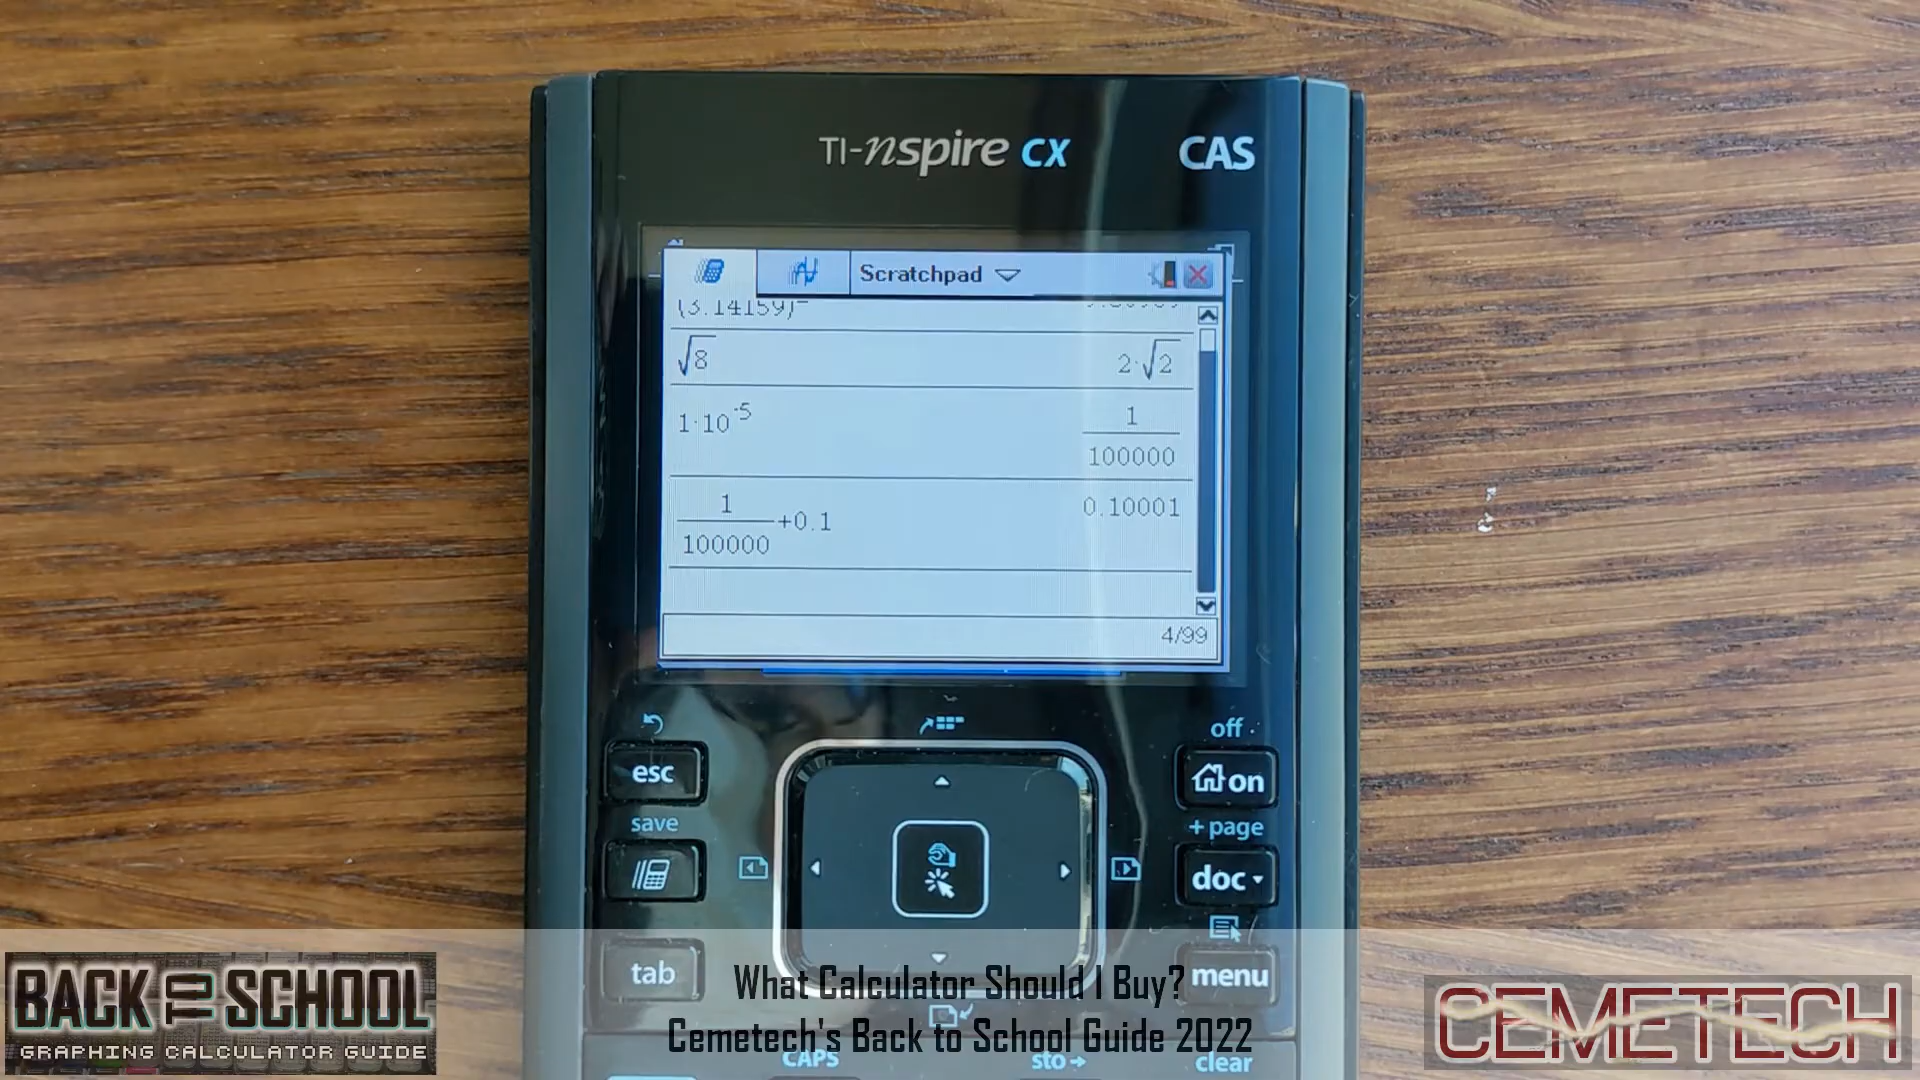 TI-nspire CX CAS
Scratchpad
√8 2·√2
1·10^-5 1/100000
1/100000+0.1 0.10001
4/99
off
esc
on
save
+ page
doc
tab
menu
CAPS
sto→
clear
BACK TO SCHOOL
GRAPHING CALCULATOR GUIDE
What Calculator Should I Buy?
Cemetech's Back to School Guide 2022
CEMETECH